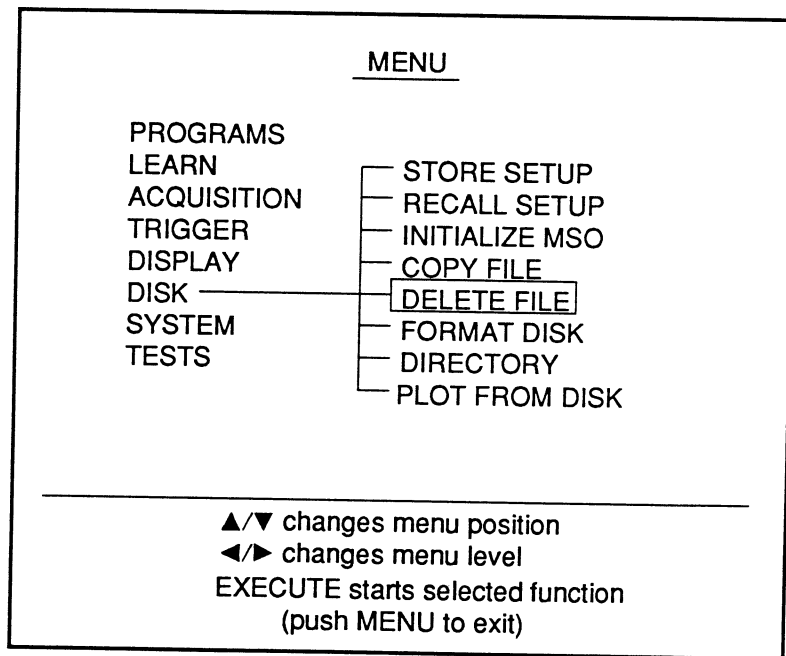 MENU
PROGRAMS
LEARN
ACQUISITION
TRIGGER
DISPLAY
DISK
SYSTEM
TESTS
STORE SETUP
RECALL SETUP
INITIALIZE MSO
COPY FILE
DELETE FILE
FORMAT DISK
DIRECTORY
PLOT FROM DISK
▲/▼ changes menu position
◄/► changes menu level
EXECUTE starts selected function
(push MENU to exit)